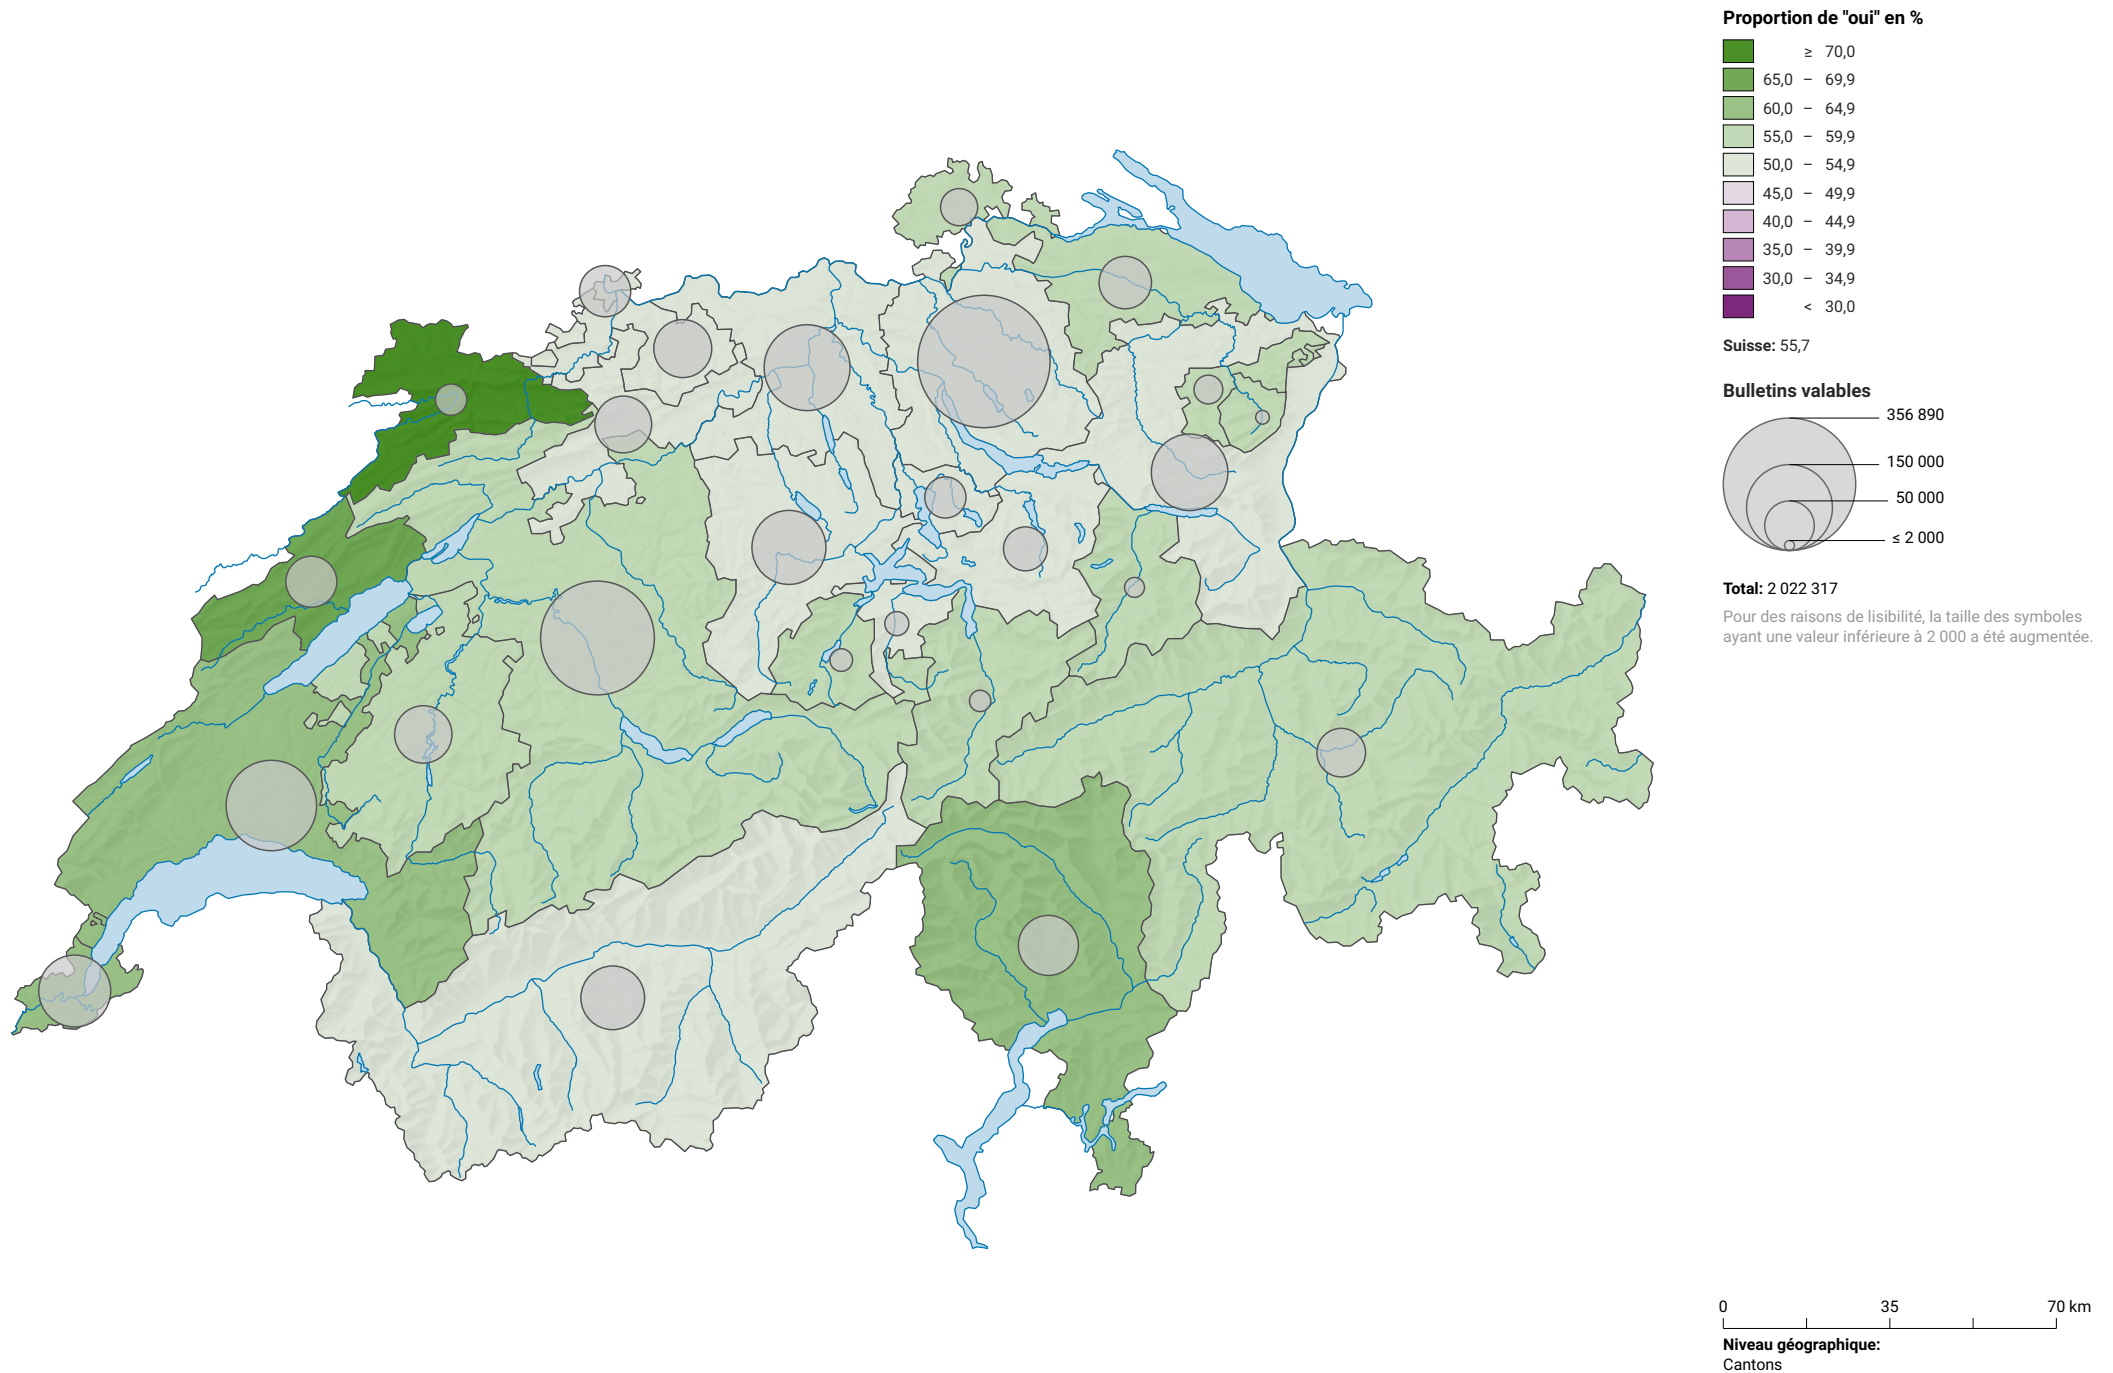 Proportion de "oui" en %
≥ 70,0
65,0 – 69,9
60,0 – 64,9
55,0 – 59,9
50,0 – 54,9
45,0 – 49,9
40,0 – 44,9
35,0 – 39,9
30,0 – 34,9
< 30,0
Suisse: 55,7
Bulletins valables
356 890
150 000
50 000
≤ 2 000
Total: 2 022 317
Pour des raisons de lisibilité, la taille des symboles
ayant une valeur inférieure à 2 000 a été augmentée.
0 35 70 km
Niveau géographique:
Cantons